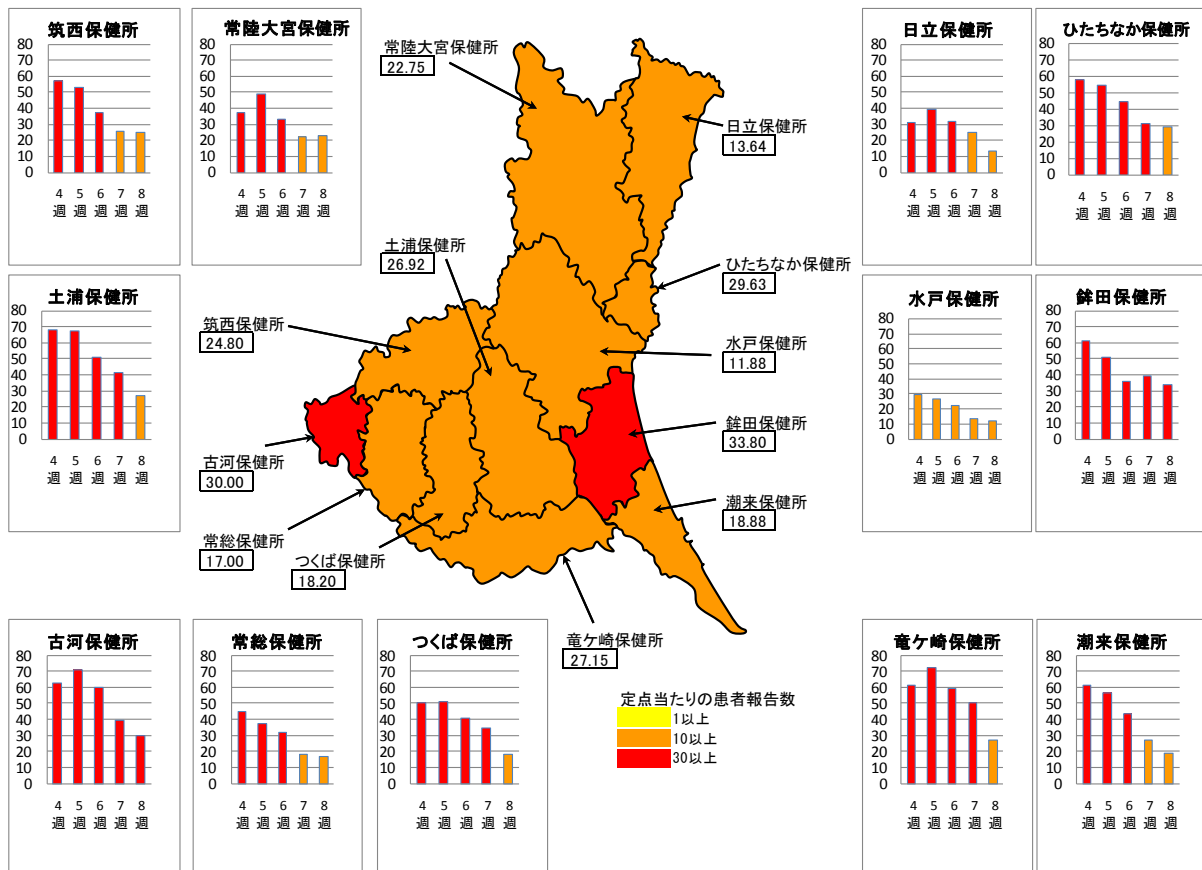 筑西保健所
80
70
60
50
40
30
20
10
0
4週
5週
6週
7週
8週
常陸大宮保健所
80
70
60
50
40
30
20
10
0
4週
5週
6週
7週
8週
常陸大宮保健所
22.75
日立保健所
13.64
土浦保健所
26.92
ひたちなか保健所
29.63
筑西保健所
24.80
水戸保健所
11.88
鉾田保健所
33.80
古河保健所
30.00
潮来保健所
18.88
常総保健所
17.00
つくば保健所
18.20
竜ケ崎保健所
27.15
定点当たりの患者報告数
1以上
10以上
30以上
日立保健所
80
70
60
50
40
30
20
10
0
4週
5週
6週
7週
8週
ひたちなか保健所
80
70
60
50
40
30
20
10
0
4週
5週
6週
7週
8週
土浦保健所
80
70
60
50
40
30
20
10
0
4週
5週
6週
7週
8週
水戸保健所
80
70
60
50
40
30
20
10
0
4週
5週
6週
7週
8週
鉾田保健所
80
70
60
50
40
30
20
10
0
4週
5週
6週
7週
8週
古河保健所
80
70
60
50
40
30
20
10
0
4週
5週
6週
7週
8週
常総保健所
80
70
60
50
40
30
20
10
0
4週
5週
6週
7週
8週
つくば保健所
80
70
60
50
40
30
20
10
0
4週
5週
6週
7週
8週
竜ケ崎保健所
80
70
60
50
40
30
20
10
0
4週
5週
6週
7週
8週
潮来保健所
80
70
60
50
40
30
20
10
0
4週
5週
6週
7週
8週